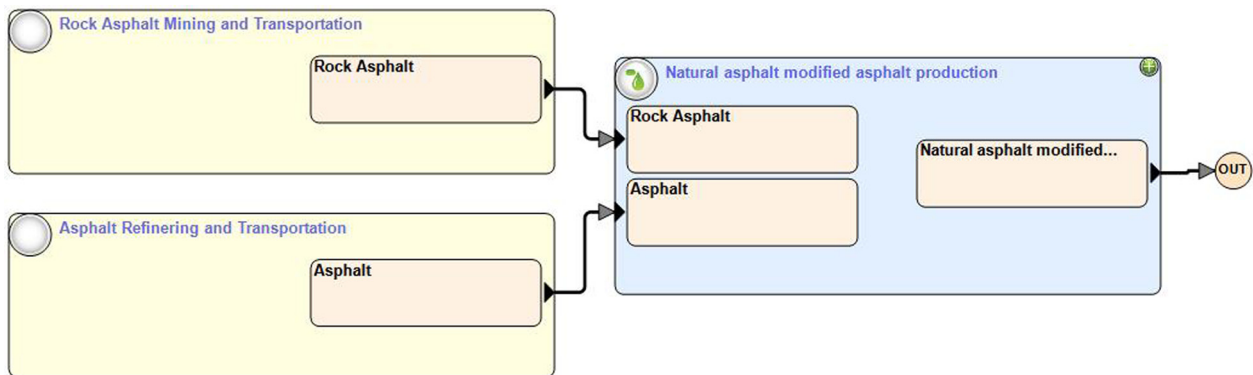 Rock Asphalt Mining and Transportation
Rock Asphalt
Natural asphalt modified asphalt production
Rock Asphalt
Natural asphalt modified...
OUT
Asphalt
Asphalt Refinering and Transportation
Asphalt